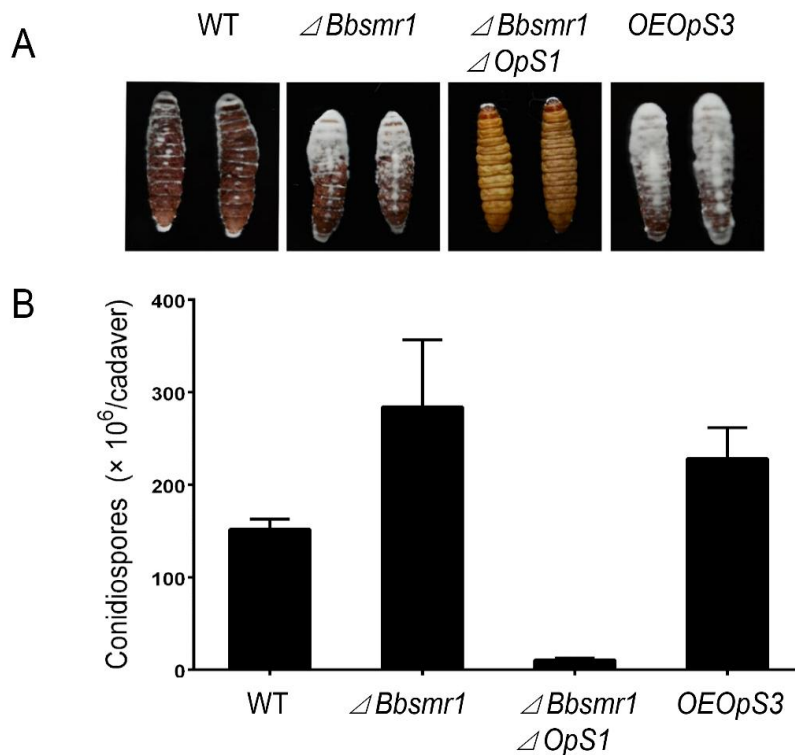 A
WT ⊿ Bbsmr1 ⊿ Bbsmr1 OEOpS3
⊿ OpS1
B
Conidiospores (× 10⁶/cadaver)
400
300
200
100
0
WT ⊿ Bbsmr1 ⊿ Bbsmr1 OEOpS3
⊿ OpS1